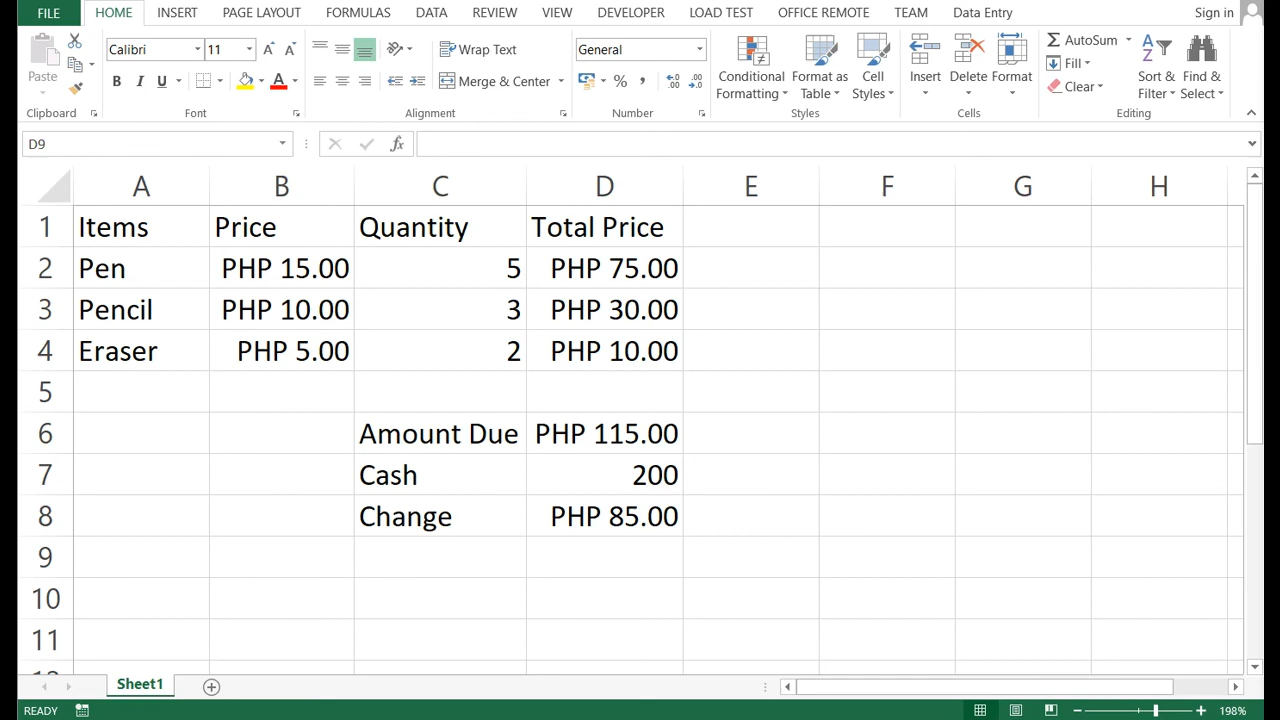 FILE HOME INSERT PAGE LAYOUT FORMULAS DATA REVIEW VIEW DEVELOPER LOAD TEST OFFICE REMOTE TEAM Data Entry Sign in
Calibri 11 Wrap Text General AutoSum
Paste B I U A Merge & Center % , Conditional Formatting Format as Table Cell Styles Insert Delete Format Fill Clear Sort & Filter Find & Select
Clipboard Font Alignment Number Styles Cells Editing
D9 fx
A B C D E F G H
1 Items Price Quantity Total Price
2 Pen PHP 15.00 5 PHP 75.00
3 Pencil PHP 10.00 3 PHP 30.00
4 Eraser PHP 5.00 2 PHP 10.00
5
6 Amount Due PHP 115.00
7 Cash 200
8 Change PHP 85.00
9
10
11
Sheet1
READY 198%